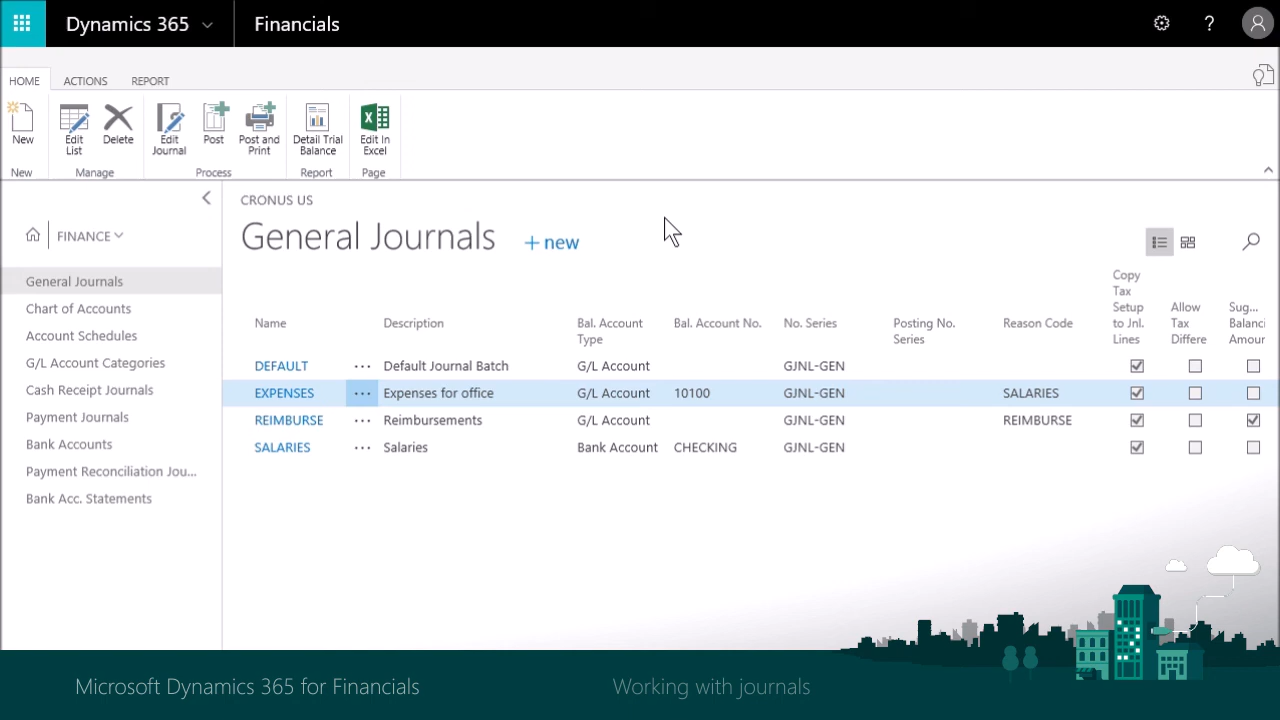 Dynamics 365
Financials
?
HOME
ACTIONS
REPORT
New
Edit
List
Delete
Edit
Journal
Post
Post and
Print
Detail Trial
Balance
Edit In
Excel
New
Manage
Process
Report
Page
FINANCE
General Journals
Chart of Accounts
Account Schedules
G/L Account Categories
Cash Receipt Journals
Payment Journals
Bank Accounts
Payment Reconciliation Jou...
Bank Acc. Statements
CRONUS US
General Journals
+ new
Name
Description
Bal. Account
Type
Bal. Account No.
No. Series
Posting No.
Series
Reason Code
Copy
Tax
Setup
to Jnl.
Lines
Allow
Tax
Differe
Sug...
Balanci
Amour
DEFAULT ... Default Journal Batch G/L Account GJNL-GEN
EXPENSES ... Expenses for office G/L Account 10100 GJNL-GEN SALARIES
REIMBURSE ... Reimbursements G/L Account GJNL-GEN REIMBURSE
SALARIES ... Salaries Bank Account CHECKING GJNL-GEN
Microsoft Dynamics 365 for Financials
Working with journals